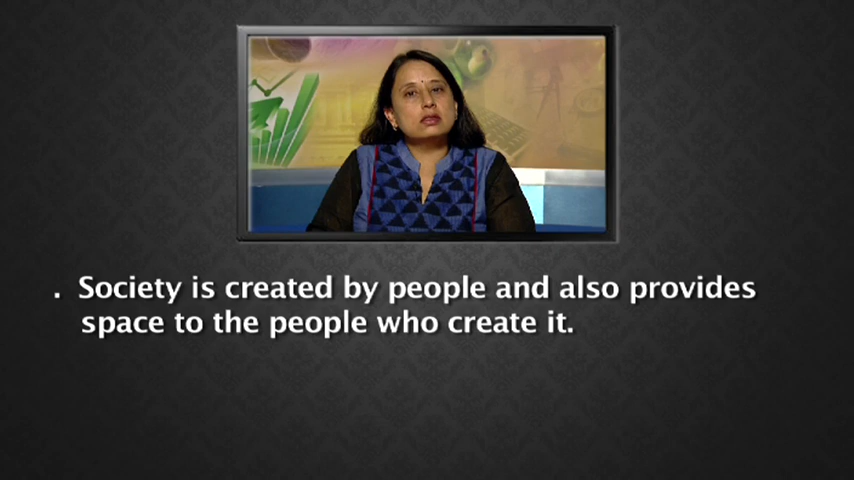 . Society is created by people and also provides
space to the people who create it.